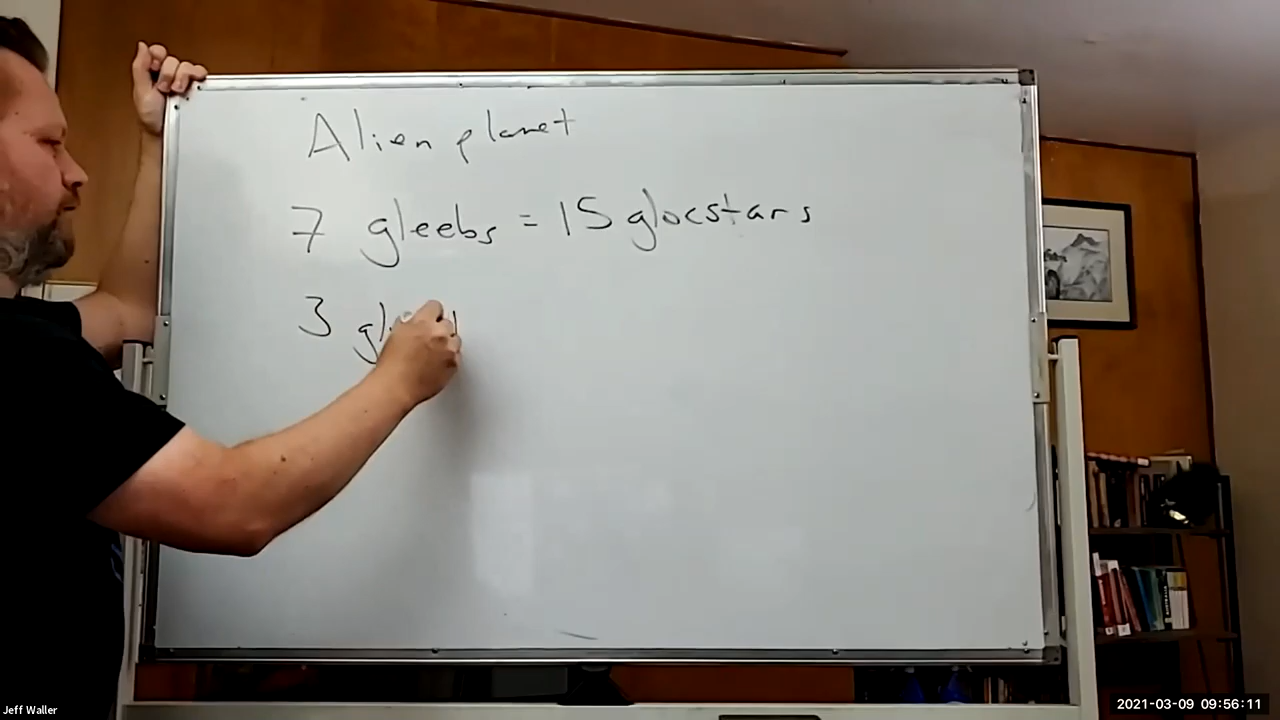 Alien planet
7 gleebs = 15 glocstars
3
Jeff Waller
2021-03-09 09:56:11